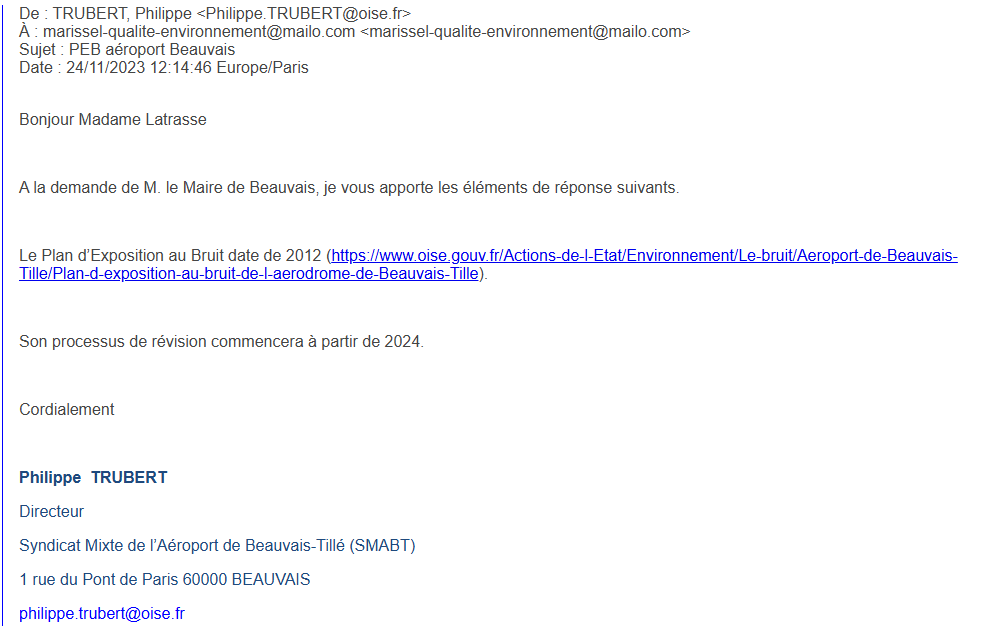 De : TRUBERT, Philippe <Philippe.TRUBERT@oise.fr>
À : marissel-qualite-environnement@mailo.com <marissel-qualite-environnement@mailo.com>
Sujet : PEB aéroport Beauvais
Date : 24/11/2023 12:14:46 Europe/Paris
Bonjour Madame Latrasse
A la demande de M. le Maire de Beauvais, je vous apporte les éléments de réponse suivants.
Le Plan d’Exposition au Bruit date de 2012 (https://www.oise.gouv.fr/Actions-de-l-Etat/Environnement/Le-bruit/Aeroport-de-Beauvais-
Tille/Plan-d-exposition-au-bruit-de-l-aerodrome-de-Beauvais-Tille).
Son processus de révision commencera à partir de 2024.
Cordialement
Philippe  TRUBERT
Directeur
Syndicat Mixte de l’Aéroport de Beauvais-Tillé (SMABT)
1 rue du Pont de Paris 60000 BEAUVAIS
philippe.trubert@oise.fr